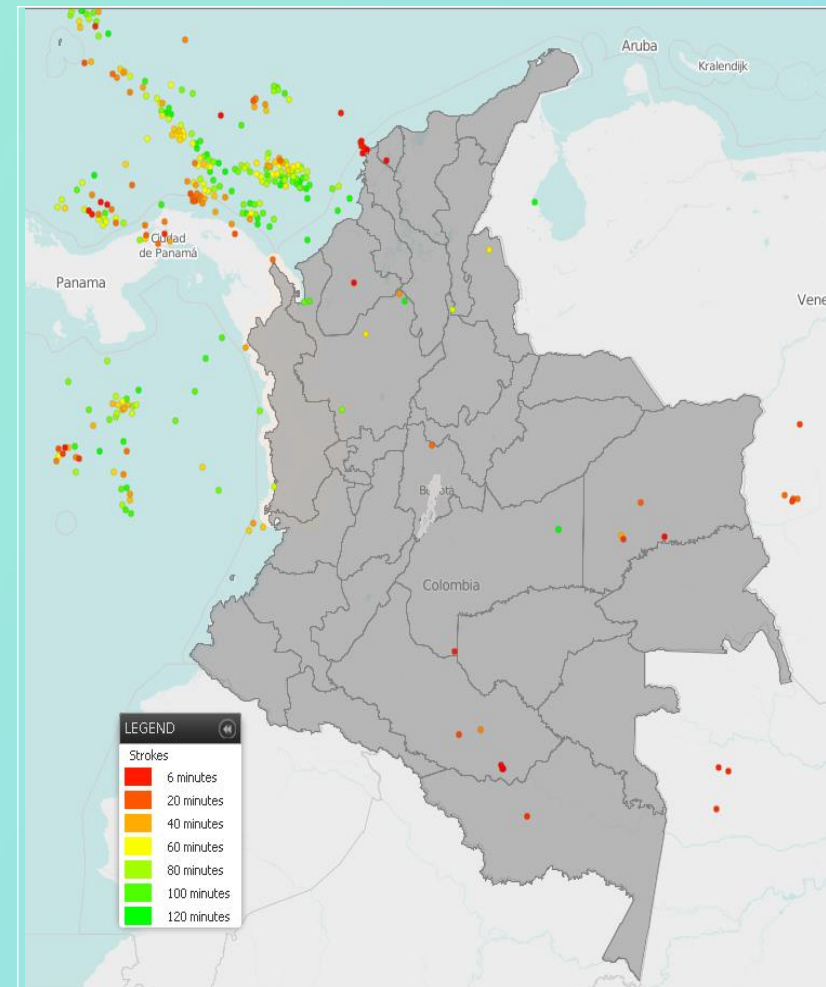 Aruba
Kralendijk
Ciudad
de Panamá
Panama
Vene
Bogotá
Colombia
LEGEND
Strokes
6 minutes
20 minutes
40 minutes
60 minutes
80 minutes
100 minutes
120 minutes